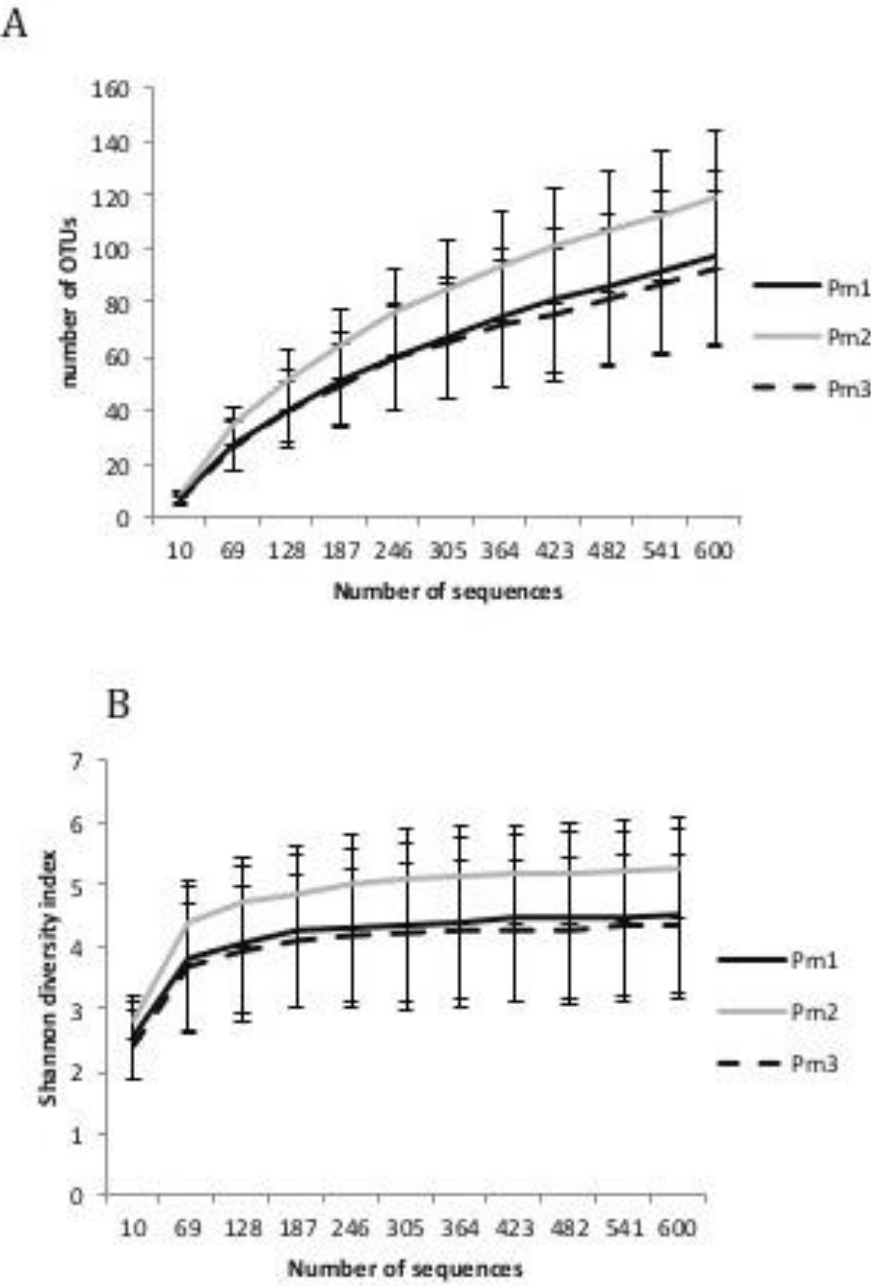 A
160
140
120
100
80
60
40
20
0
number of OTUs
10 69 128 187 246 305 364 423 482 541 600
Number of sequences
Pm1
Pm2
Pm3
B
7
6
5
4
3
2
1
0
Shannon diversity index
10 69 128 187 246 305 364 423 482 541 600
Number of sequences
Pm1
Pm2
Pm3